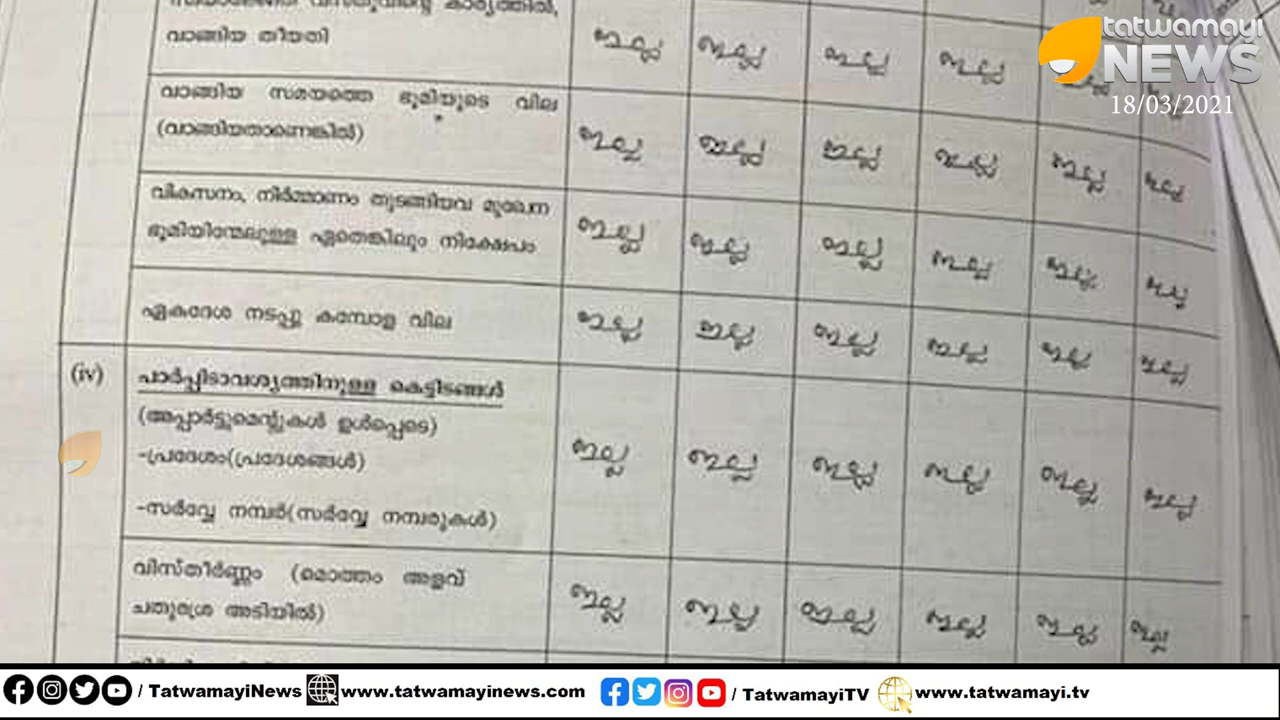 വാങ്ങിയ തീയതി ഇല്ല ഇല്ല ഇല്ല ഇല്ല
tatwamayi
NEWS
18/03/2021
വാങ്ങിയ സമയത്തെ ഭൂമിയുടെ വില
(വാങ്ങിയതാണെങ്കിൽ) ഇല്ല ഇല്ല ഇല്ല ഇല്ല ഇല്ല ഇല്ല
വികസനം, നിർമ്മാണം തുടങ്ങിയവ മുഖേന
ഭൂമിയിന്മേലുള്ള ഏതെങ്കിലും നിക്ഷേപം ഇല്ല ഇല്ല ഇല്ല ഇല്ല ഇല്ല ഇല്ല
ഏകദേശ നടപ്പു കമ്പോള വില ഇല്ല ഇല്ല ഇല്ല ഇല്ല ഇല്ല ഇല്ല
(iv) പാർപ്പിടാവശ്യത്തിനുള്ള കെട്ടിടങ്ങൾ
(അപ്പാർട്ടുമെന്റുകൾ ഉൾപ്പെടെ)
-പ്രദേശം(പ്രദേശങ്ങൾ) ഇല്ല ഇല്ല ഇല്ല ഇല്ല ഇല്ല ഇല്ല
-സർവ്വേ നമ്പർ(സർവ്വേ നമ്പരുകൾ)
വിസ്തീർണ്ണം (മൊത്തം അളവ്
ചതുരശ്ര അടിയിൽ) ഇല്ല ഇല്ല ഇല്ല ഇല്ല ഇല്ല ഇല്ല
/ TatwamayiNews www.tatwamayinews.com / TatwamayiTV www.tatwamayi.tv